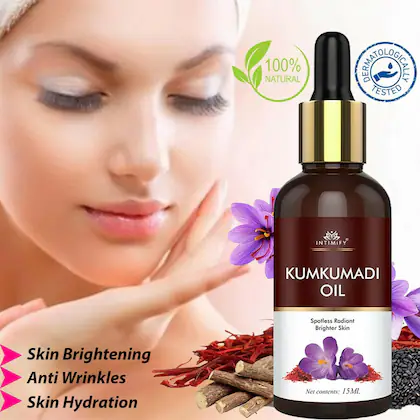 100%
NATURAL
DERMATOLOGICALLY
TESTED
INTIMIFY
KUMKUMADI
OIL
Spotless Radiant
Brighter Skin
Net contents: 15ML
Skin Brightening
Anti Wrinkles
Skin Hydration